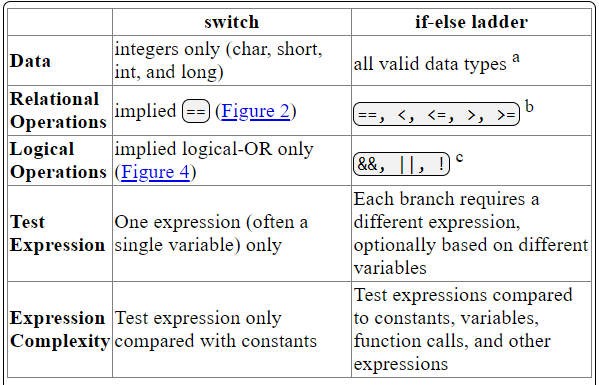 switch if-else ladder
Data integers only (char, short, int, and long) all valid data types a
Relational Operations implied == (Figure 2) ==, <, <=, >, >= b
Logical Operations implied logical-OR only (Figure 4) &&, ||, ! c
Test Expression One expression (often a single variable) only Each branch requires a different expression, optionally based on different variables
Expression Complexity Test expression only compared with constants Test expressions compared to constants, variables, function calls, and other expressions